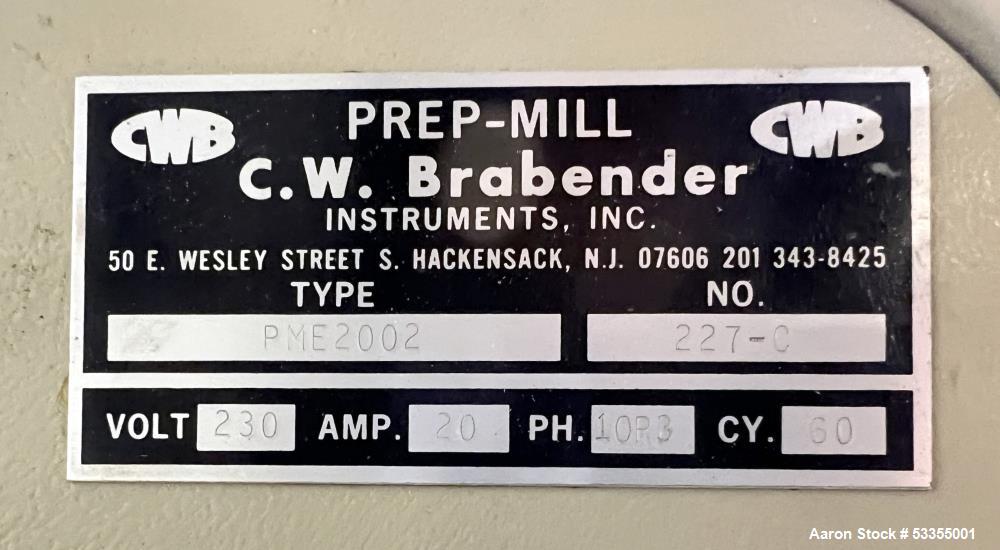 CWB PREP-MILL CWB
C.W. Brabender
INSTRUMENTS, INC.
50 E. WESLEY STREET S. HACKENSACK, N.J. 07606 201 343-8425
TYPE NO.
PME2002 227-C
VOLT 230 AMP. 20 PH. 1OR3 CY. 60
Aaron Stock # 53355001